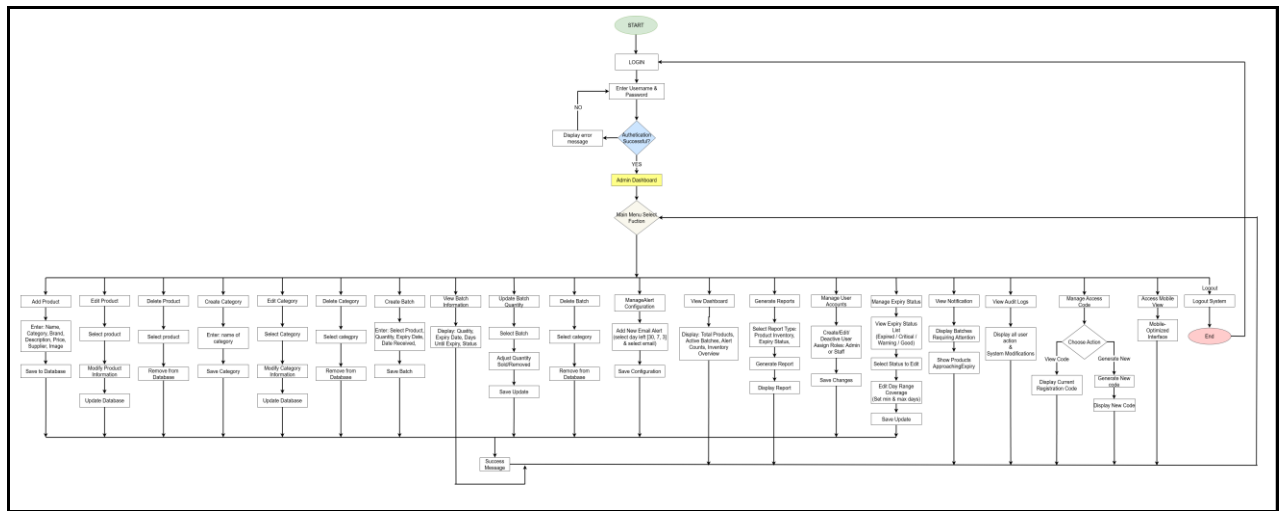 START
LOGIN
Enter Username &
Password
NO
Display error
message
Authetication
Successful?
YES
Admin Dashboard
Main Menu Select
Fuction
Add Product
Enter: Name,
Category, Brand,
Description, Price,
Supplier, Image
Save to Database
Edit Product
Select product
Modify Product
Information
Update Database
Delete Product
Select product
Remove from
Database
Create Category
Enter: name of
category
Save Category
Edit Category
Select Category
Modify Category
Information
Update Database
Delete Category
Select category
Remove from
Database
Create Batch
Enter: Select Product,
Quantity, Expiry Date,
Date Received,
Save Batch
View Batch
Information
Display: Quatity,
Expiry Date, Days
Until Expiry, Status
Update Batch
Quantity
Select Batch
Adjust Quantity
Sold/Removed
Save Update
Delete Batch
Select category
Remove from
Database
ManageAlert
Configuration
Add New Email Alert
(select day left [30, 7, 3]
& select email)
Save Configuration
View Dashboard
Display: Total Products,
Active Batches, Alert
Counts, Inventory
Overview
Generate Reports
Select Report Type:
Product Inventory,
Expiry Status,
Generate Report
Display Report
Manage User
Accounts
Create/Edit/
Deactive User
Assign Roles: Admin
or Staff
Save Changes
Manage Expiry Status
View Expiry Status
List
(Expired / Critical /
Warning / Good)
Select Status to Edit
Edit Day Range
Coverage
(Set min & max days)
Save Update
View Notification
Display Batches
Requiring Attention
Show Products
ApproachingExpiry
View Audit Logs
Display all user
action
&
System Modifications
Manage Access
Code
Choose Action
View Code
Display Current
Registration Code
Generate New
Generate New
code
Display New Code
Access Mobile
View
Mobile-
Optimized
Interface
Logout
Logout System
End
Success
Message